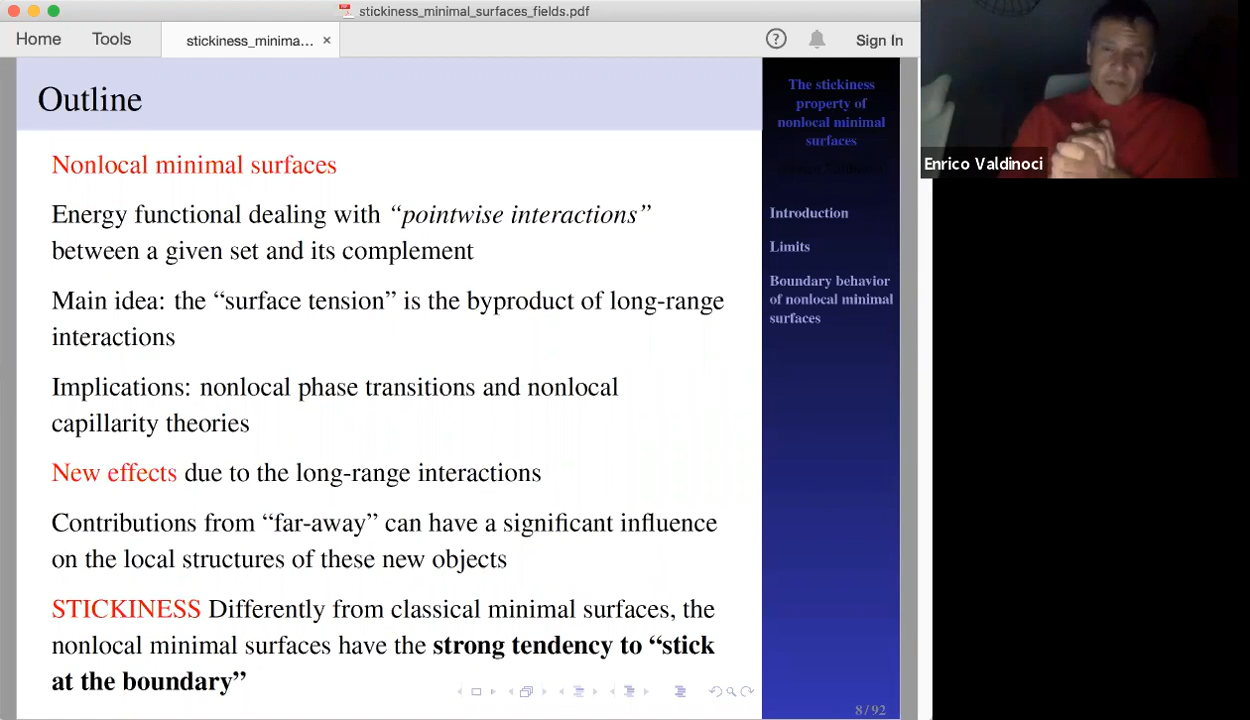 stickiness_minimal_surfaces_fields.pdf
Home
Tools
stickiness_minima... ×
?
Sign In
Outline
Nonlocal minimal surfaces
Energy functional dealing with “pointwise interactions”
between a given set and its complement
Main idea: the “surface tension” is the byproduct of long-range
interactions
Implications: nonlocal phase transitions and nonlocal
capillarity theories
New effects due to the long-range interactions
Contributions from “far-away” can have a significant influence
on the local structures of these new objects
STICKINESS Differently from classical minimal surfaces, the
nonlocal minimal surfaces have the strong tendency to “stick
at the boundary”
The stickiness
property of
nonlocal minimal
surfaces
Enrico Valdinoci
Introduction
Limits
Boundary behavior
of nonlocal minimal
surfaces
8 / 92
Enrico Valdinoci